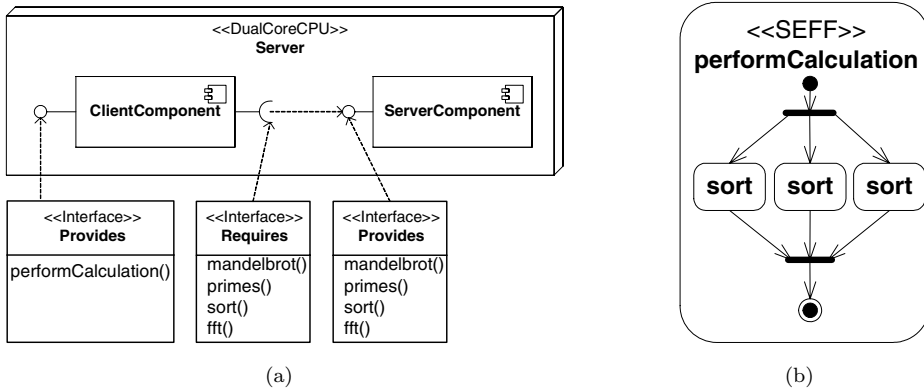 <<DualCoreCPU>>
Server
ClientComponent
ServerComponent
<<Interface>>
Provides
performCalculation()
<<Interface>>
Requires
mandelbrot()
primes()
sort()
fft()
<<Interface>>
Provides
mandelbrot()
primes()
sort()
fft()
(a)
<<SEFF>>
performCalculation
sort
sort
sort
(b)